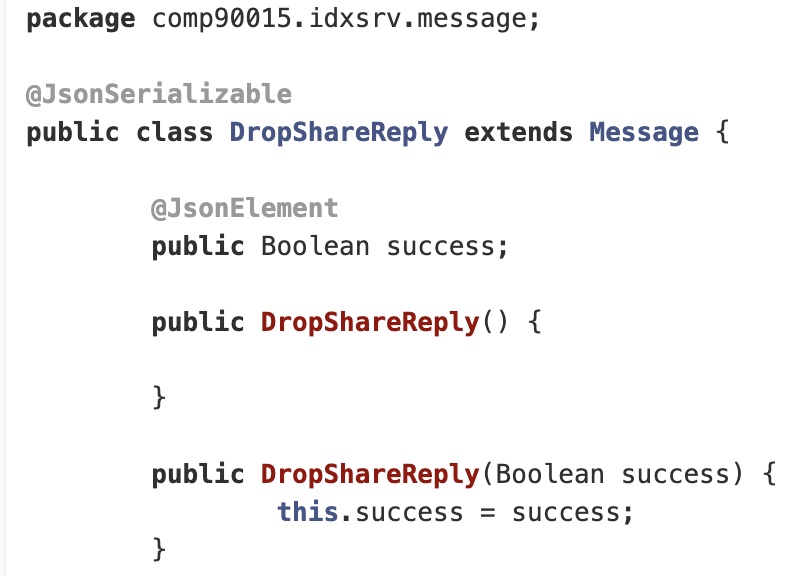 package comp90015.idxsrv.message;
@JsonSerializable
public class DropShareReply extends Message {
@JsonElement
public Boolean success;
public DropShareReply() {
}
public DropShareReply(Boolean success) {
this.success = success;
}